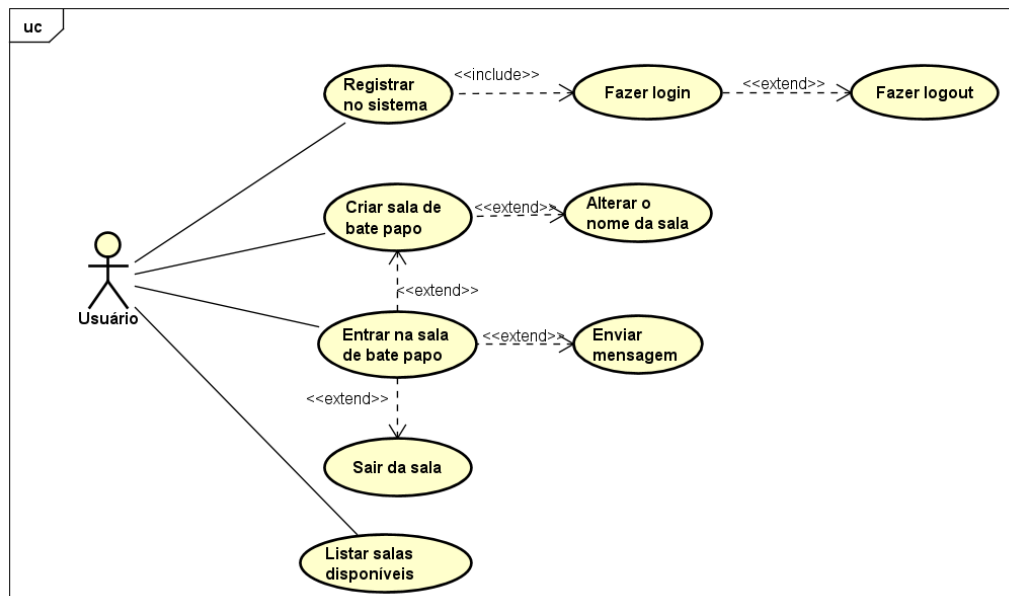 uc
Registrar
no sistema
<<include>>
Fazer login
<<extend>>
Fazer logout
Criar sala de
bate papo
<<extend>>
Alterar o
nome da sala
Usuário
<<extend>>
Entrar na sala
de bate papo
<<extend>>
Enviar
mensagem
<<extend>>
Sair da sala
Listar salas
disponíveis